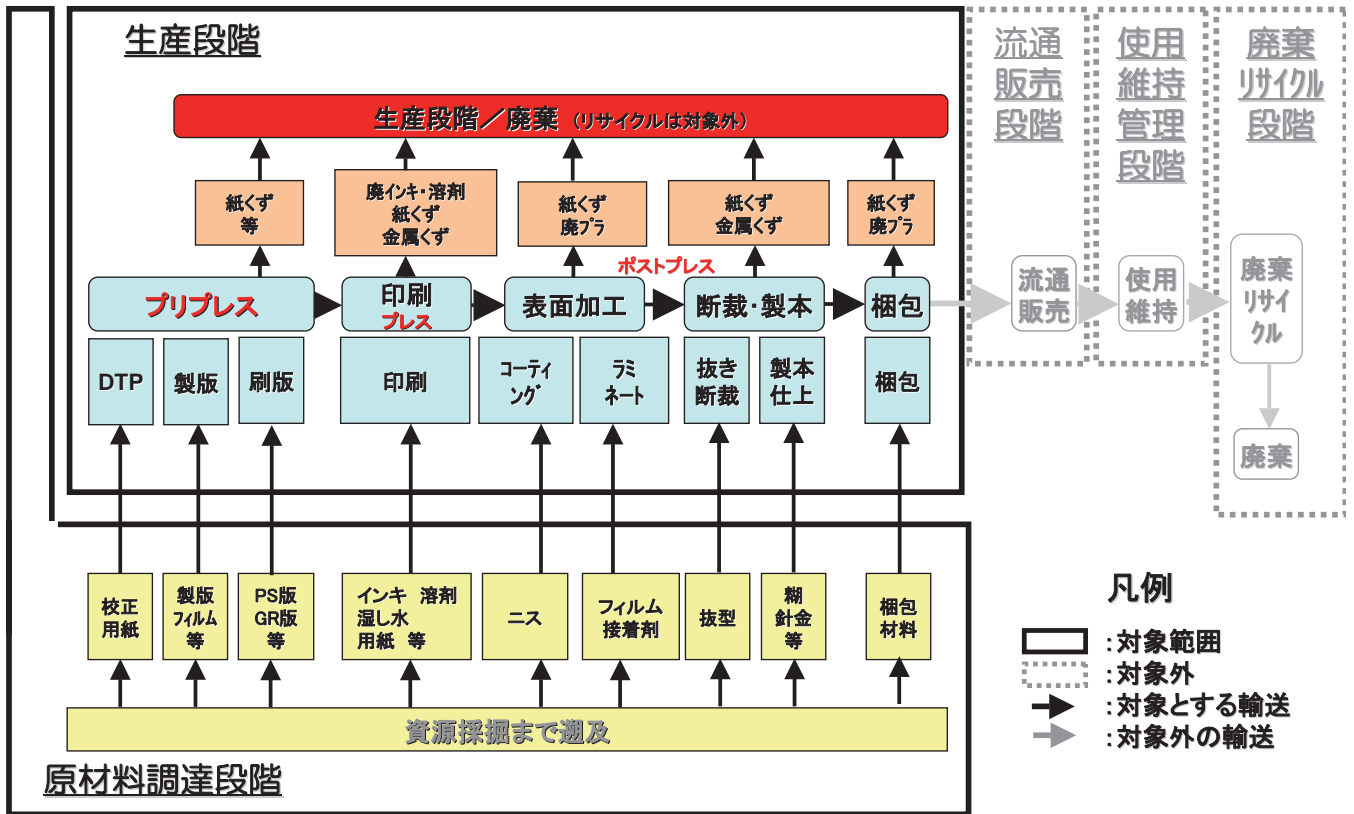 生産段階
流通
販売
段階
使用
維持
管理
段階
廃棄
リサイクル
段階
生産段階／廃棄（リサイクルは対象外）
紙くず
等
廃インキ・溶剤
紙くず
金属くず
紙くず
廃プラ
紙くず
金属くず
紙くず
廃プラ
ポストプレス
プリプレス
印刷
プレス
表面加工
断裁・製本
梱包
流通
販売
使用
維持
廃棄
リサイ
クル
廃棄
DTP
製版
刷版
印刷
コーティ
ング
ラミ
ネート
抜き
断裁
製本
仕上
梱包
校正
用紙
製版
フィルム
等
PS版
GR版
等
インキ　溶剤
湿し水
用紙　等
ニス
フィルム
接着剤
抜型
糊
針金
等
梱包
材料
資源採掘まで遡及
原材料調達段階
凡例
：対象範囲
：対象外
：対象とする輸送
：対象外の輸送